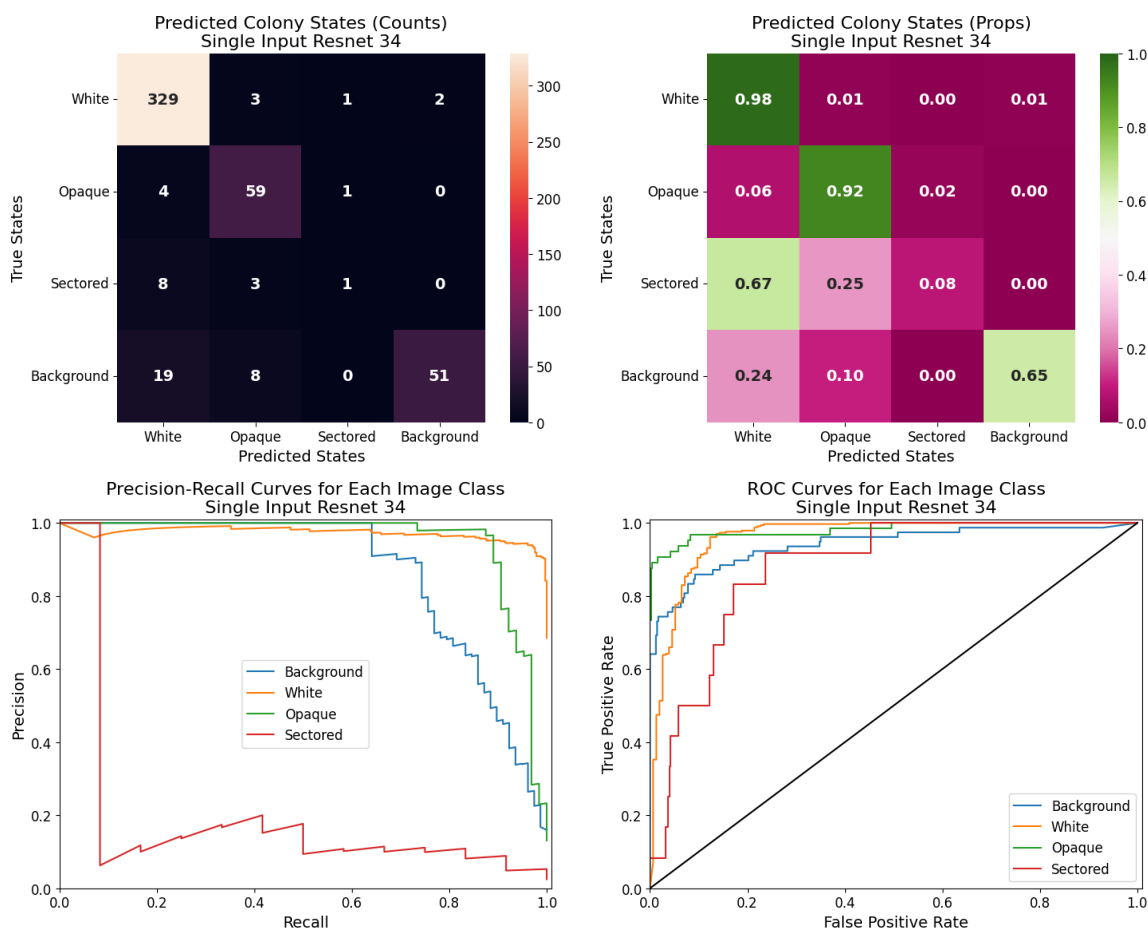 Predicted Colony States (Counts)
Single Input Resnet 34
True States
White 329 3 1 2
Opaque 4 59 1 0
Sectored 8 3 1 0
Background 19 8 0 51
White Opaque Sectored Background
Predicted States
300
250
200
150
100
50
0
Predicted Colony States (Props)
Single Input Resnet 34
True States
White 0.98 0.01 0.00 0.01
Opaque 0.06 0.92 0.02 0.00
Sectored 0.67 0.25 0.08 0.00
Background 0.24 0.10 0.00 0.65
White Opaque Sectored Background
Predicted States
1.0
0.8
0.6
0.4
0.2
0.0
Precision-Recall Curves for Each Image Class
Single Input Resnet 34
Precision
1.0
0.8
0.6
0.4
0.2
0.0
Background
White
Opaque
Sectored
0.0 0.2 0.4 0.6 0.8 1.0
Recall
ROC Curves for Each Image Class
Single Input Resnet 34
True Positive Rate
1.0
0.8
0.6
0.4
0.2
0.0
Background
White
Opaque
Sectored
0.0 0.2 0.4 0.6 0.8 1.0
False Positive Rate